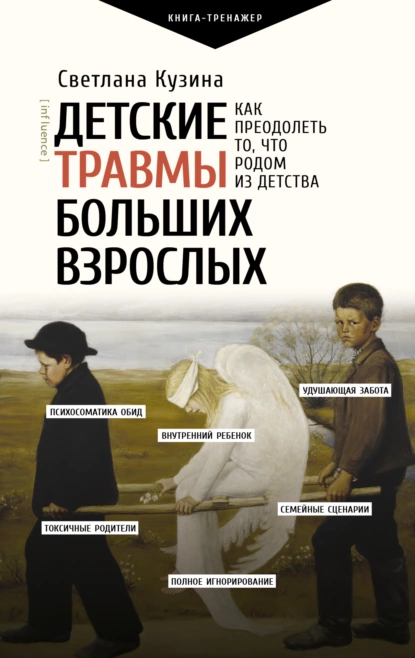 КНИГА-ТРЕНАЖЕР
Светлана Кузина
[influence]
ДЕТСКИЕ
ТРАВМЫ
БОЛЬШИХ
ВЗРОСЛЫХ
КАК
ПРЕОДОЛЕТЬ
ТО, ЧТО
РОДОМ
ИЗ ДЕТСТВА
УДУШАЮЩАЯ ЗАБОТА
ПСИХОСОМАТИКА ОБИД
ВНУТРЕННИЙ РЕБЕНОК
СЕМЕЙНЫЕ СЦЕНАРИИ
ТОКСИЧНЫЕ РОДИТЕЛИ
ПОЛНОЕ ИГНОРИРОВАНИЕ